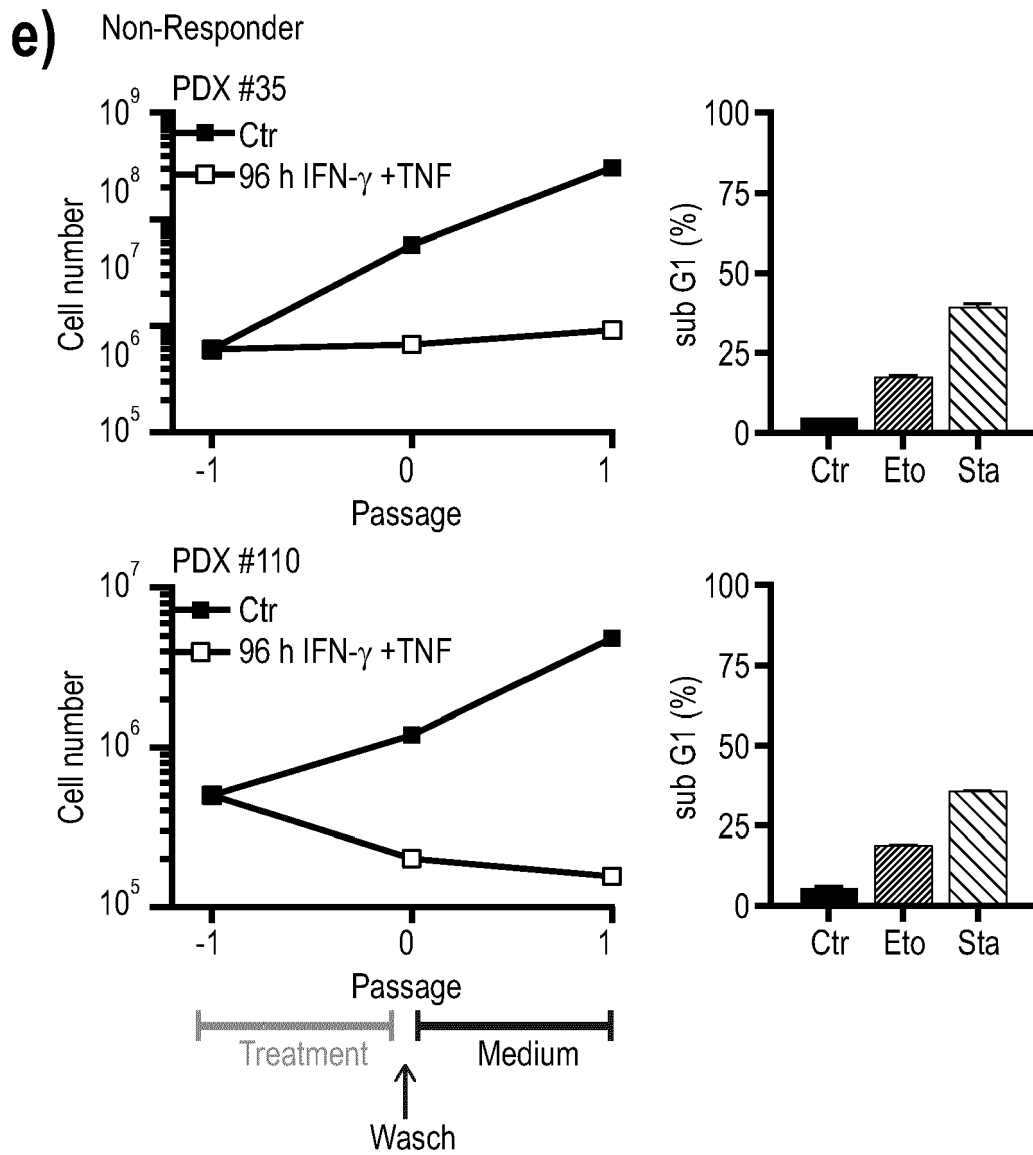 e) Non-Responder
PDX #35
Ctr
96 h IFN-γ +TNF
10^9
10^8
10^7
10^6
10^5
Cell number
-1 0 1
Passage
100
75
50
25
0
sub G1 (%)
Ctr Eto Sta
PDX #110
Ctr
96 h IFN-γ +TNF
10^7
10^6
10^5
Cell number
-1 0 1
Passage
100
75
50
25
0
sub G1 (%)
Ctr Eto Sta
Treatment Medium
Wasch